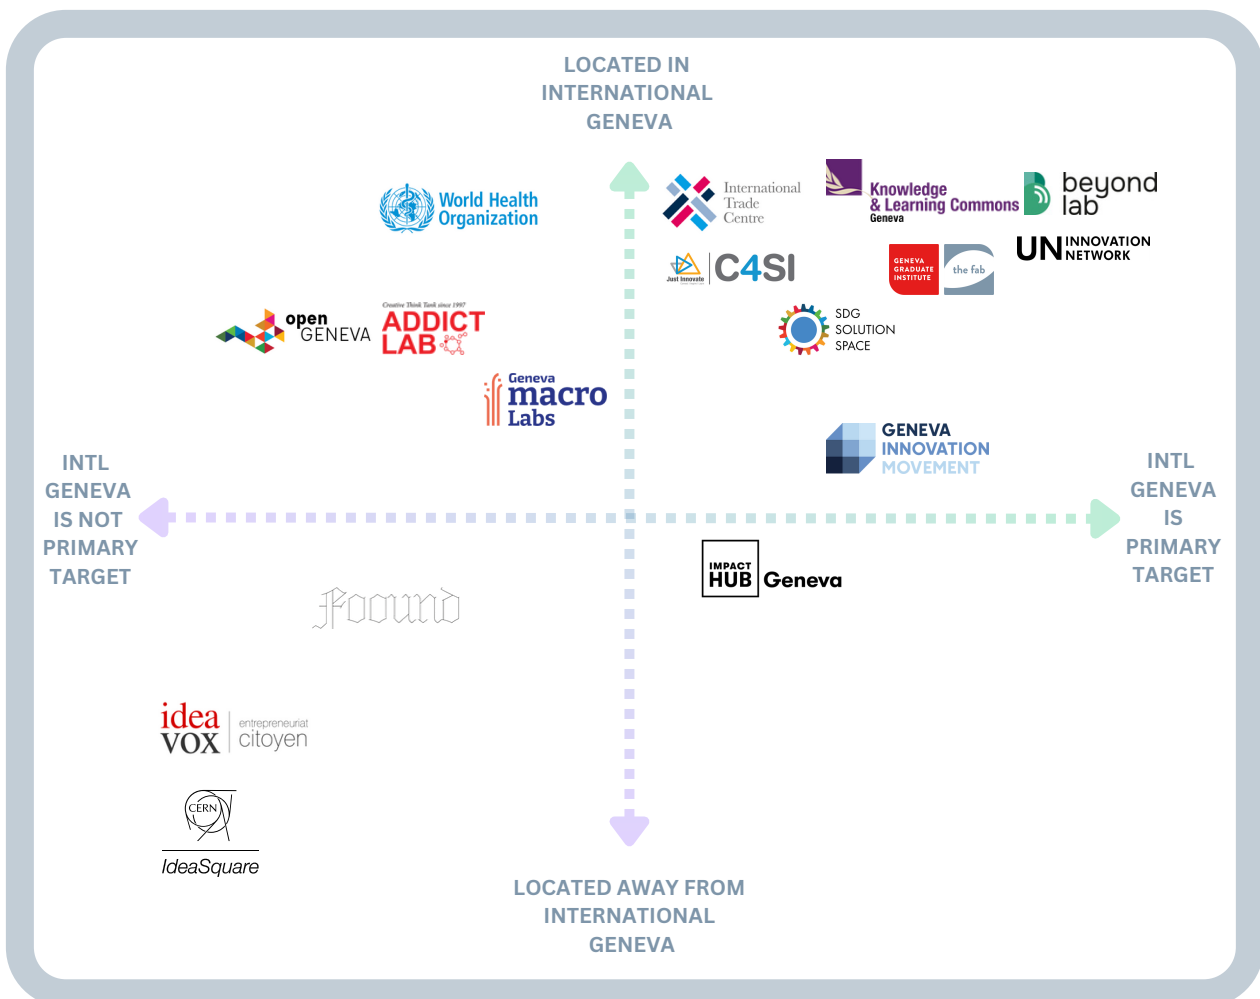 LOCATED IN
INTERNATIONAL
GENEVA
World Health
Organization
International
Trade
Centre
Knowledge
& Learning Commons
Geneva
beyond
lab
Just Innovate
C4SI
GENEVA
GRADUATE
INSTITUTE
the fab
UN INNOVATION
NETWORK
open
GENEVA
Creative Think Tank since 1997
ADDICT
LAB
SDG
SOLUTION
SPACE
Geneva
macro
Labs
GENEVA
INNOVATION
MOVEMENT
INTL
GENEVA
IS NOT
PRIMARY
TARGET
INTL
GENEVA
IS
PRIMARY
TARGET
IMPACT
HUB Geneva
Foound
idea
vox
entrepreneuriat
citoyen
CERN
IdeaSquare
LOCATED AWAY FROM
INTERNATIONAL
GENEVA